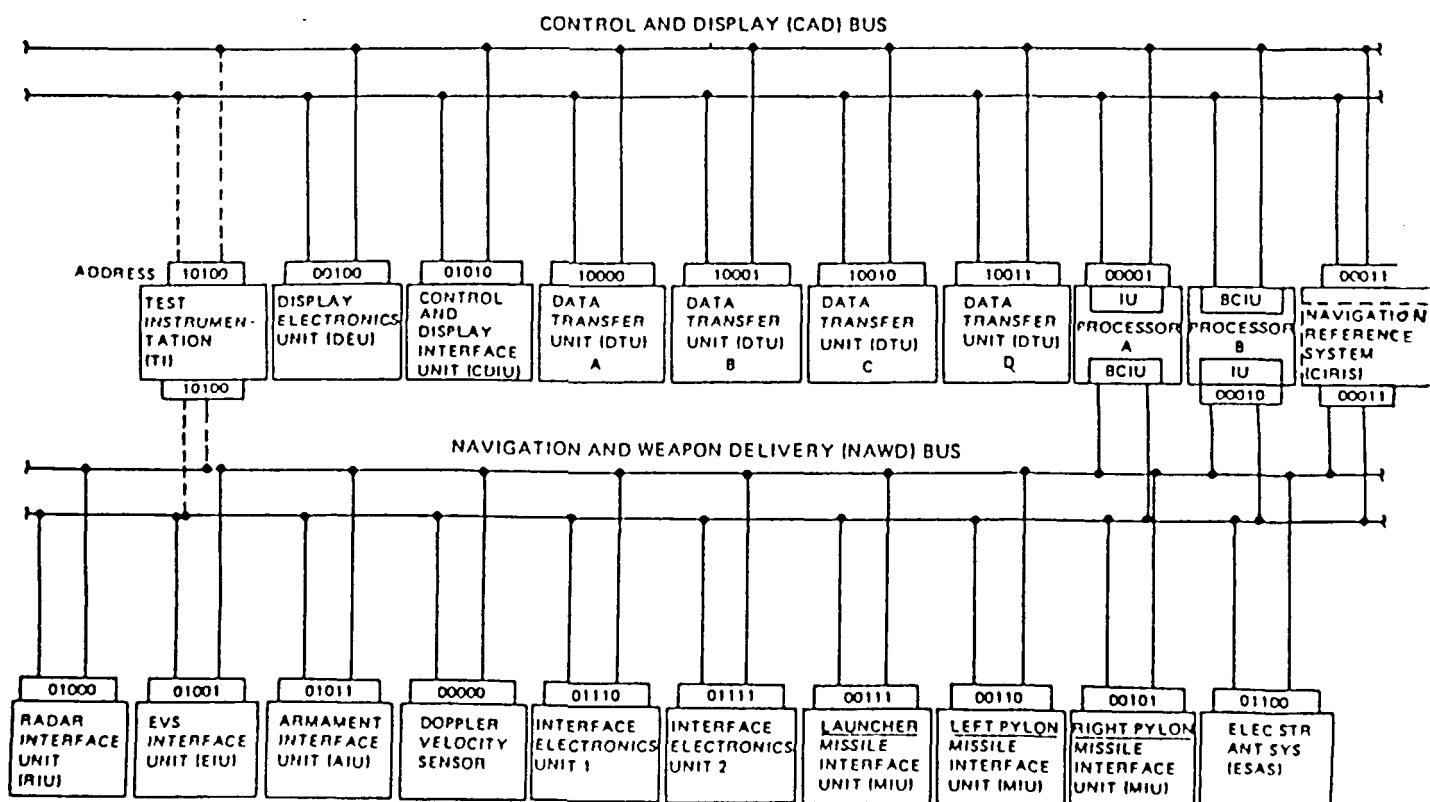 CONTROL AND DISPLAY (CAD) BUS
ADDRESS
10100
TEST
INSTRUMEN-
TATION
(TI)
10100
00100
DISPLAY
ELECTRONICS
UNIT (DEU)
01010
CONTROL
AND
DISPLAY
INTERFACE
UNIT (CDIU)
10000
DATA
TRANSFER
UNIT (DTU)
A
10001
DATA
TRANSFER
UNIT (DTU)
B
10010
DATA
TRANSFER
UNIT (DTU)
C
10011
DATA
TRANSFER
UNIT (DTU)
D
00001
IU
PROCESSOR
A
BCIU
BCIU
PROCESSOR
B
IU
00010
00011
NAVIGATION
REFERENCE
SYSTEM
(CIRIS)
00011
NAVIGATION AND WEAPON DELIVERY (NAWD) BUS
01000
RADAR
INTERFACE
UNIT
(RIU)
01001
EVS
INTERFACE
UNIT (EIU)
01011
ARMAMENT
INTERFACE
UNIT (AIU)
00000
DOPPLER
VELOCITY
SENSOR
01110
INTERFACE
ELECTRONICS
UNIT 1
01111
INTERFACE
ELECTRONICS
UNIT 2
00111
LAUNCHER
MISSILE
INTERFACE
UNIT (MIU)
00110
LEFT PYLON
MISSILE
INTERFACE
UNIT (MIU)
00101
RIGHT PYLON
MISSILE
INTERFACE
UNIT (MIU)
01100
ELEC STR
ANT SYS
(ESAS)